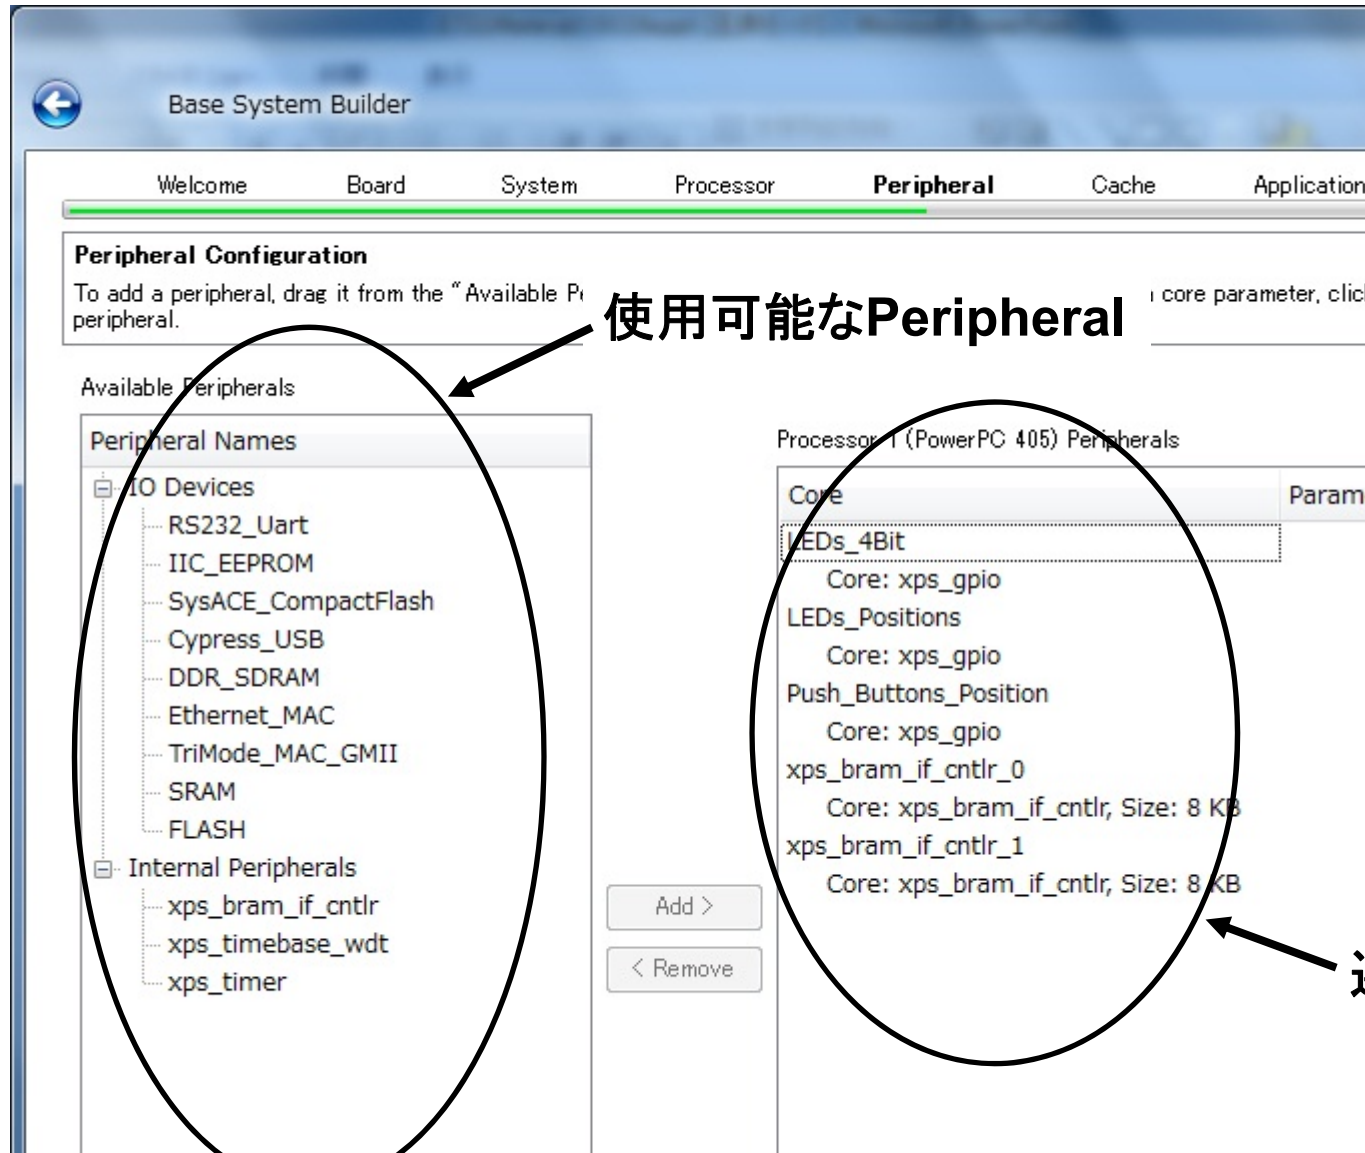 Base System Builder
Welcome Board System Processor Peripheral Cache Application
Peripheral Configuration
To add a peripheral, drag it from the "Available core parameter, clic
peripheral.
使用可能なPeripheral
Available Peripherals
Peripheral Names
IO Devices
RS232_Uart
IIC_EEPROM
SysACE_CompactFlash
Cypress_USB
DDR_SDRAM
Ethernet_MAC
TriMode_MAC_GMII
SRAM
FLASH
Internal Peripherals
xps_bram_if_cntlr
xps_timebase_wdt
xps_timer
Add >
< Remove
Processor 1 (PowerPC 405) Peripherals
Core Param
LEDs_4Bit
Core: xps_gpio
LEDs_Positions
Core: xps_gpio
Push_Buttons_Position
Core: xps_gpio
xps_bram_if_cntlr_0
Core: xps_bram_if_cntlr, Size: 8 KB
xps_bram_if_cntlr_1
Core: xps_bram_if_cntlr, Size: 8 KB